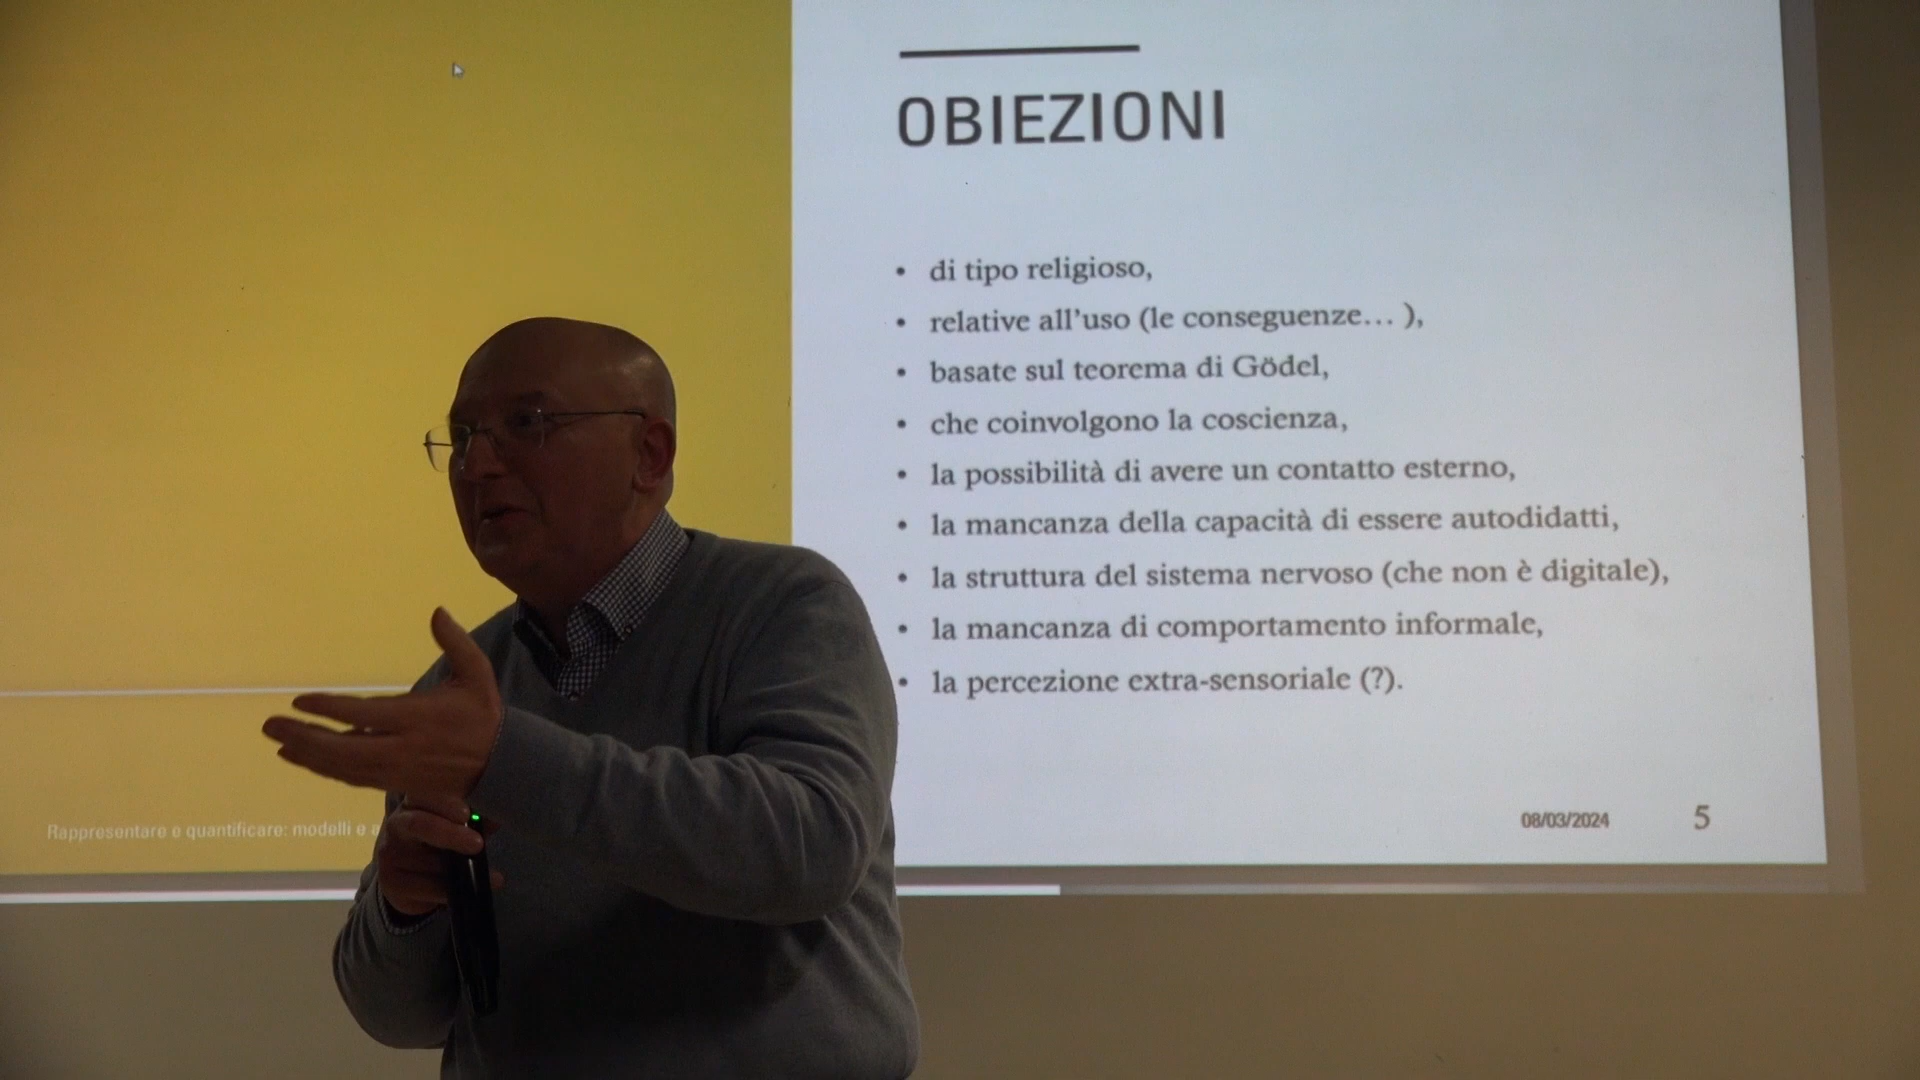 OBIEZIONI
• di tipo religioso,
• relative all'uso (le conseguenze… ),
• basate sul teorema di Gödel,
• che coinvolgono la coscienza,
• la possibilità di avere un contatto esterno,
• la mancanza della capacità di essere autodidatti,
• la struttura del sistema nervoso (che non è digitale),
• la mancanza di comportamento informale,
• la percezione extra-sensoriale (?).
Rappresentare e quantificare: modelli e a
08/03/2024 5